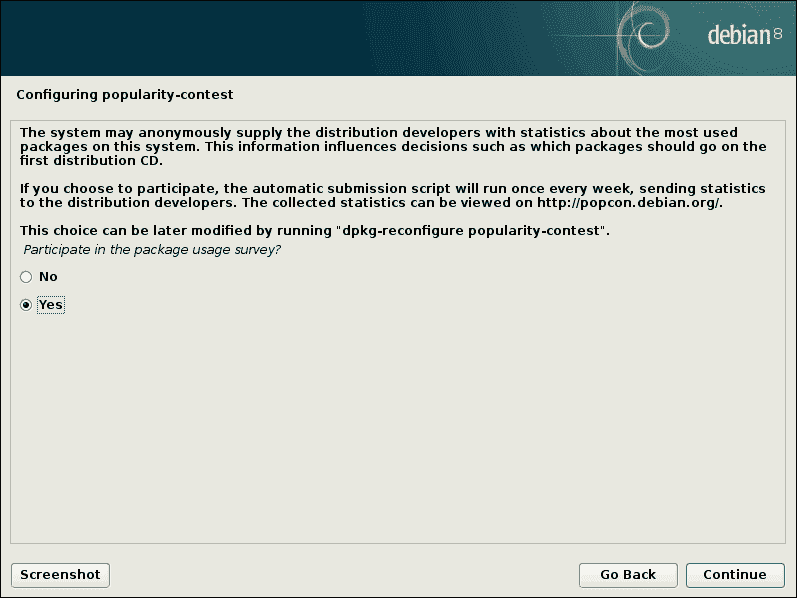 debian 8
Configuring popularity-contest
The system may anonymously supply the distribution developers with statistics about the most used
packages on this system. This information influences decisions such as which packages should go on the
first distribution CD.
If you choose to participate, the automatic submission script will run once every week, sending statistics
to the distribution developers. The collected statistics can be viewed on http://popcon.debian.org/.
This choice can be later modified by running "dpkg-reconfigure popularity-contest".
Participate in the package usage survey?
No
Yes
Screenshot
Go Back
Continue